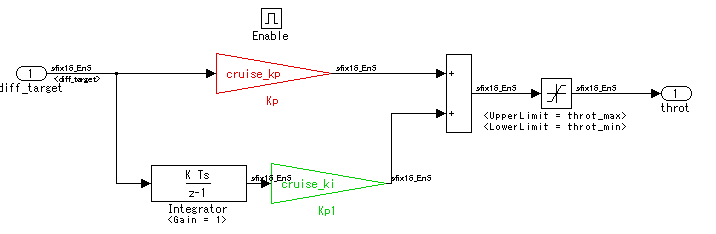 Enable
1
diff_target
sfix16_En5
<diff_target>
cruise_kp
Kp
sfix16_En5
+
+
sfix16_En5
<UpperLimit = throt_max>
<LowerLimit = throt_min>
sfix16_En5
1
throt
K Ts
z-1
Integrator
<Gain = 1>
sfix16_En5
cruise_ki
Kp1
sfix16_En5